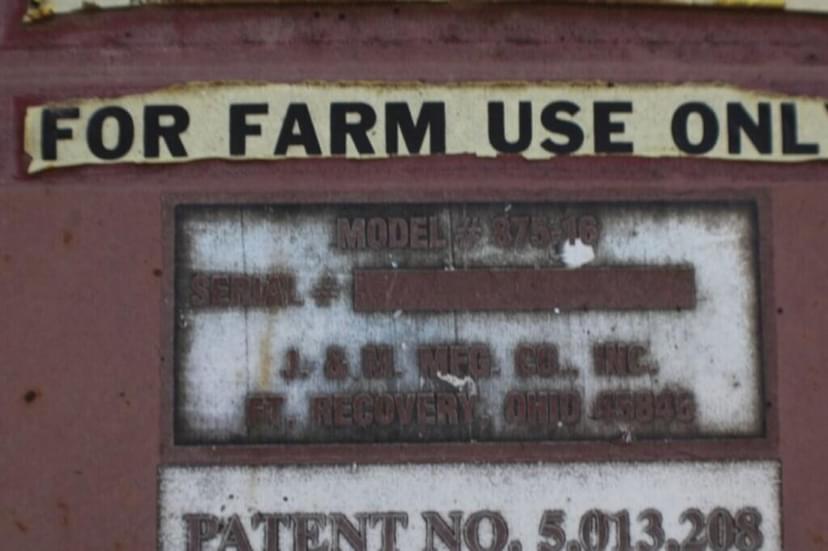 FOR FARM USE ONL
MODEL # 875-16
SERIAL #
J. & M. MFG. CO., INC.
FT. RECOVERY, OHIO 45846
PATENT NO. 5,013,208